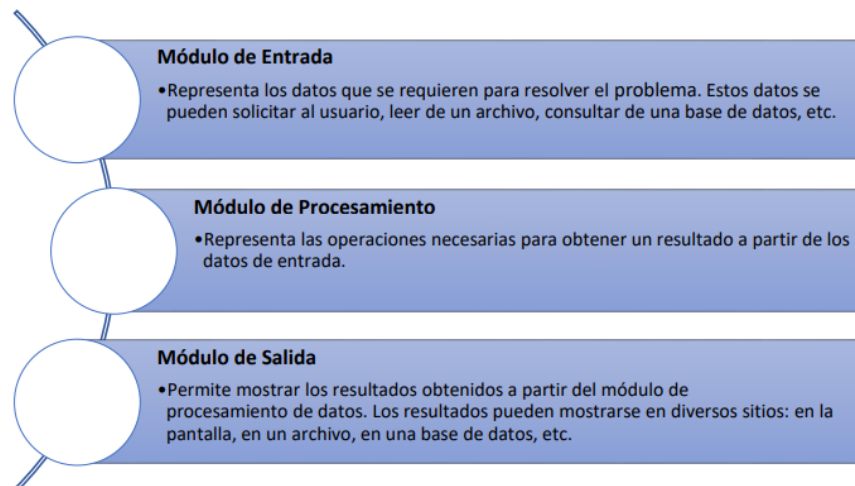 Módulo de Entrada
•Representa los datos que se requieren para resolver el problema. Estos datos se
pueden solicitar al usuario, leer de un archivo, consultar de una base de datos, etc.
Módulo de Procesamiento
•Representa las operaciones necesarias para obtener un resultado a partir de los
datos de entrada.
Módulo de Salida
•Permite mostrar los resultados obtenidos a partir del módulo de
procesamiento de datos. Los resultados pueden mostrarse en diversos sitios: en la
pantalla, en un archivo, en una base de datos, etc.